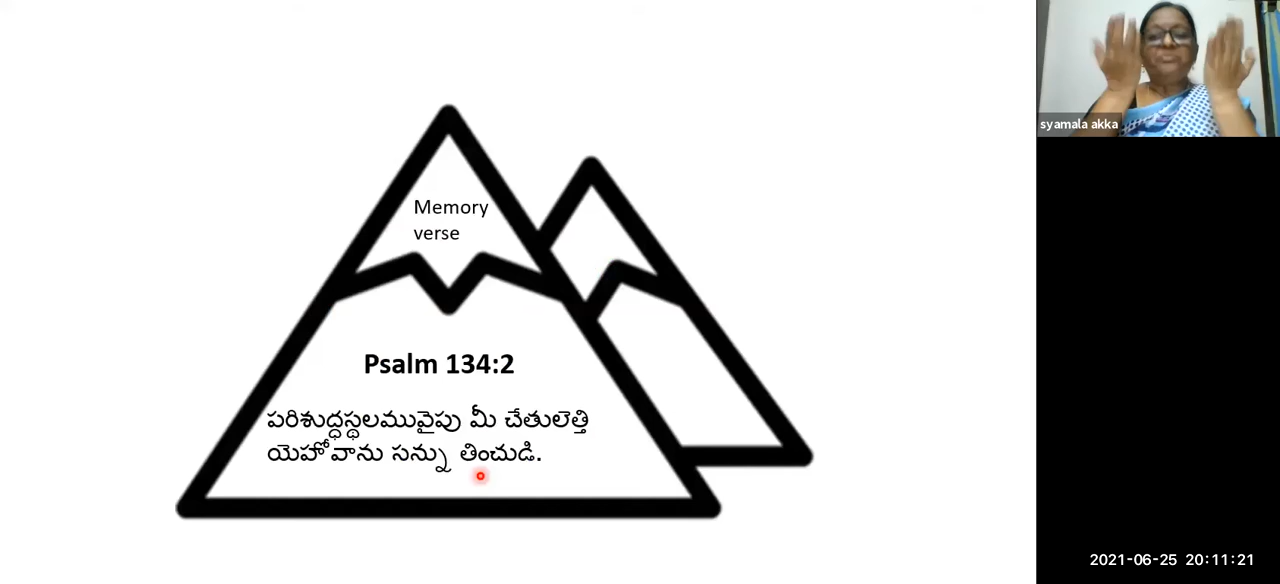 Memory
verse
Psalm 134:2
పరిశుద్ధస్థలమువైపు మీ చేతులెత్తి
యెహోవాను సన్ను తించుడి.
syamala akka
2021-06-25 20:11:21